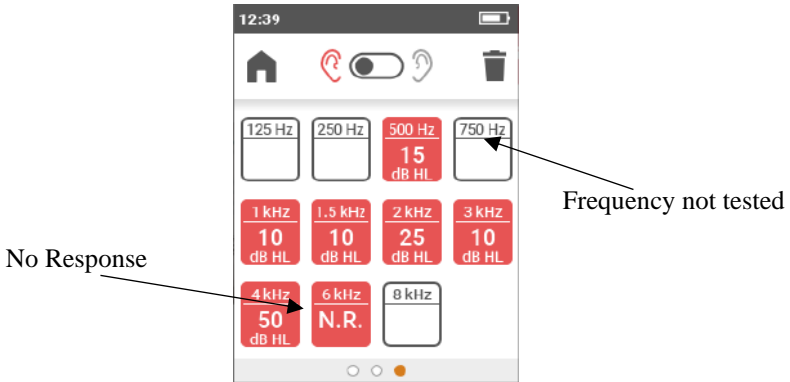 12:39
125 Hz 250 Hz 500 Hz 750 Hz
15
dB HL
Frequency not tested
1 kHz 1.5 kHz 2 kHz 3 kHz
10 10 25 10
dB HL dB HL dB HL dB HL
No Response
4 kHz 6 kHz 8 kHz
50 N.R.
dB HL